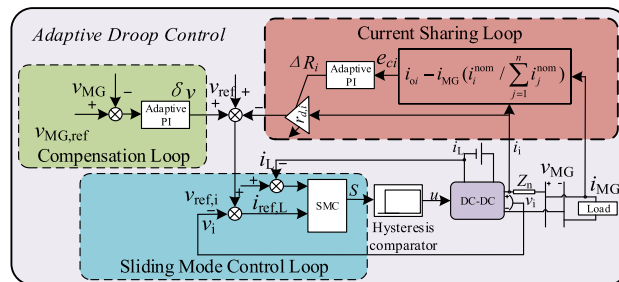 Adaptive Droop Control
Current Sharing Loop
ΔR_i
Adaptive PI
e_ci
i_oi − i_MG (i_i^nom / ∑_{j=1}^{n} i_j^nom)
v_MG
−
+
v_MG,ref
Adaptive PI
δv
v_ref
+
+
−
r_d,i
Compensation Loop
i_L
−
+
i_ref,L
+
v_ref,i
−
v_i
SMC
S
Hysteresis comparator
u
i_L
DC-DC
i_i
Z_n
+
−
v_i
v_MG
+
−
i_MG
Load
Sliding Mode Control Loop